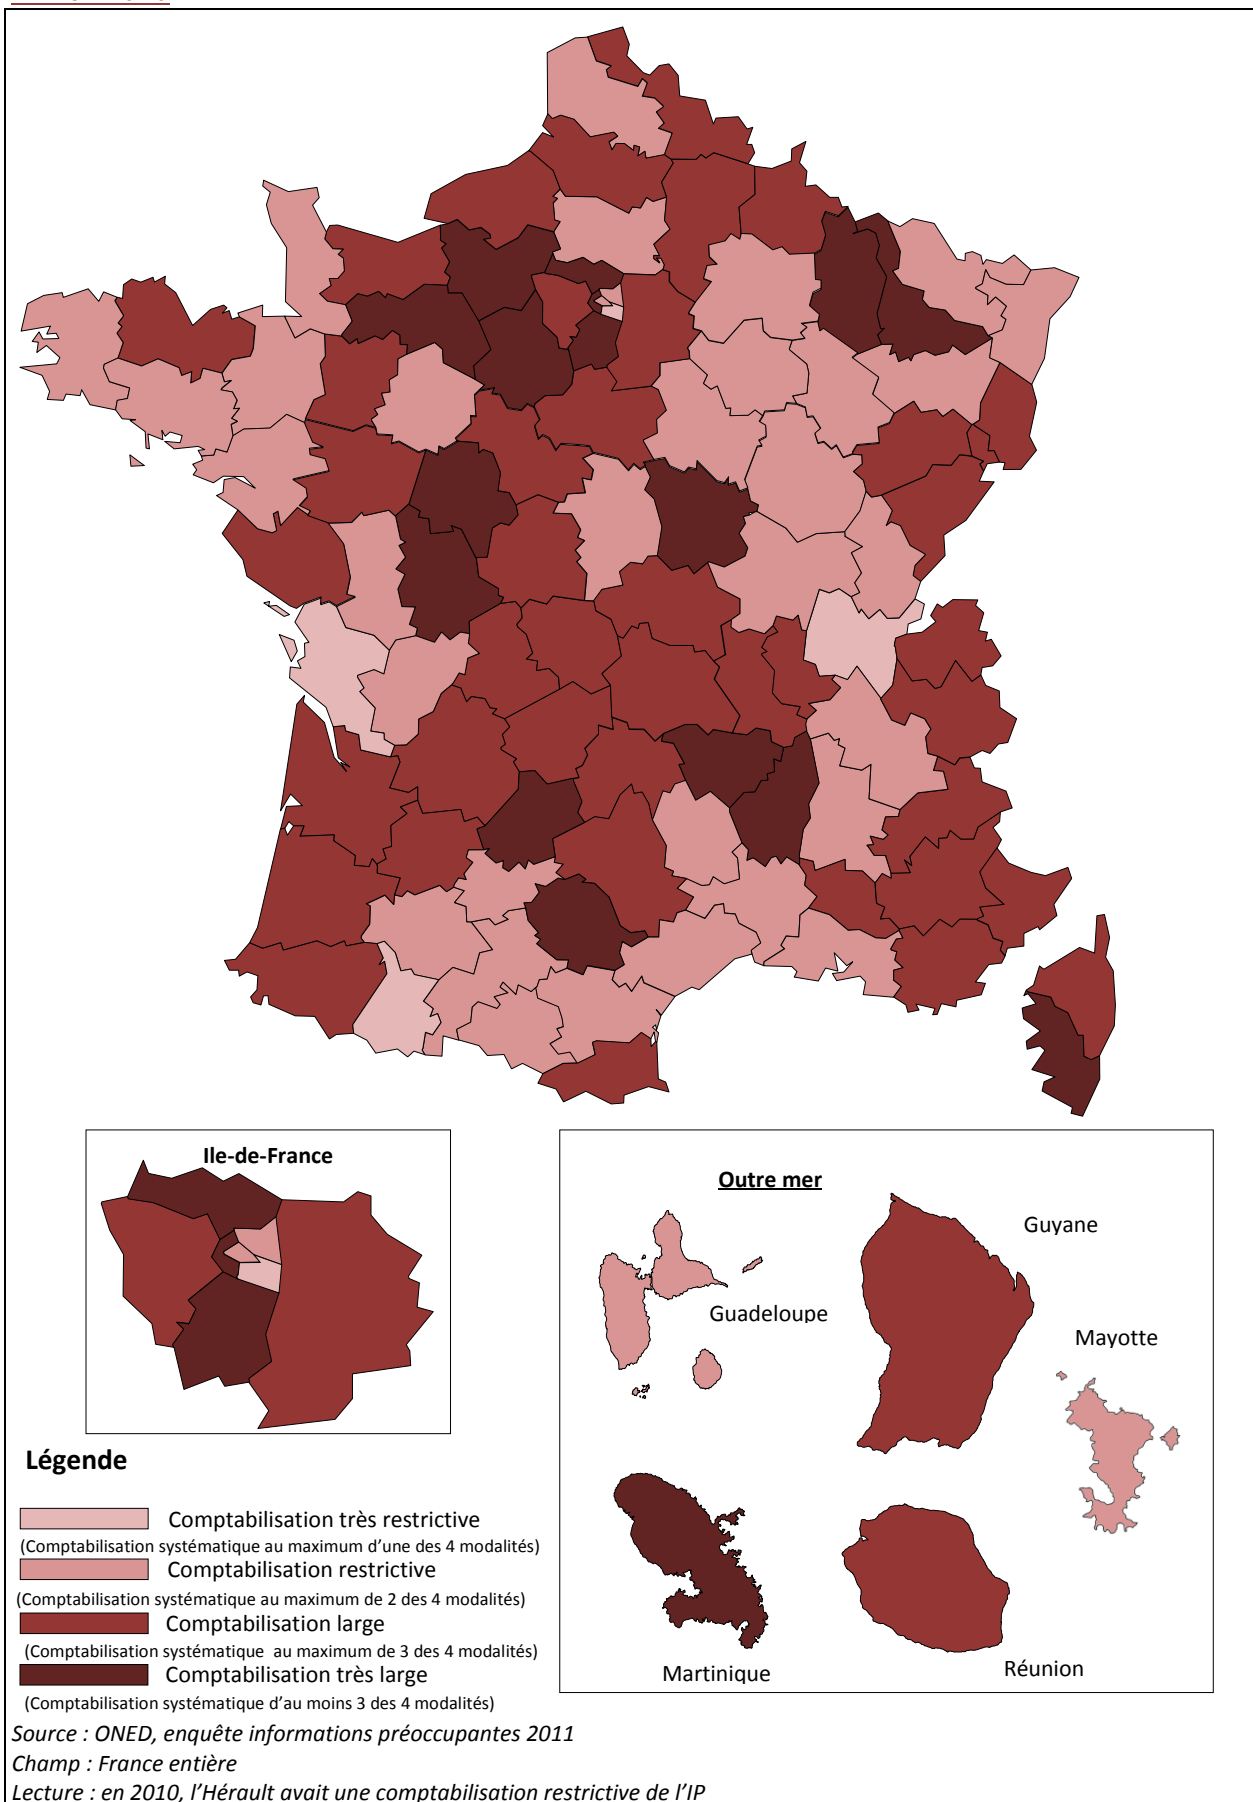 Ile-de-France
Outre mer
Guyane
Guadeloupe
Mayotte
Martinique
Réunion
Légende
Comptabilisation très restrictive
(Comptabilisation systématique au maximum d’une des 4 modalités)
Comptabilisation restrictive
(Comptabilisation systématique au maximum de 2 des 4 modalités)
Comptabilisation large
(Comptabilisation systématique au maximum de 3 des 4 modalités)
Comptabilisation très large
(Comptabilisation systématique d’au moins 3 des 4 modalités)
Source : ONED, enquête informations préoccupantes 2011
Champ : France entière
Lecture : en 2010, l’Hérault avait une comptabilisation restrictive de l’IP